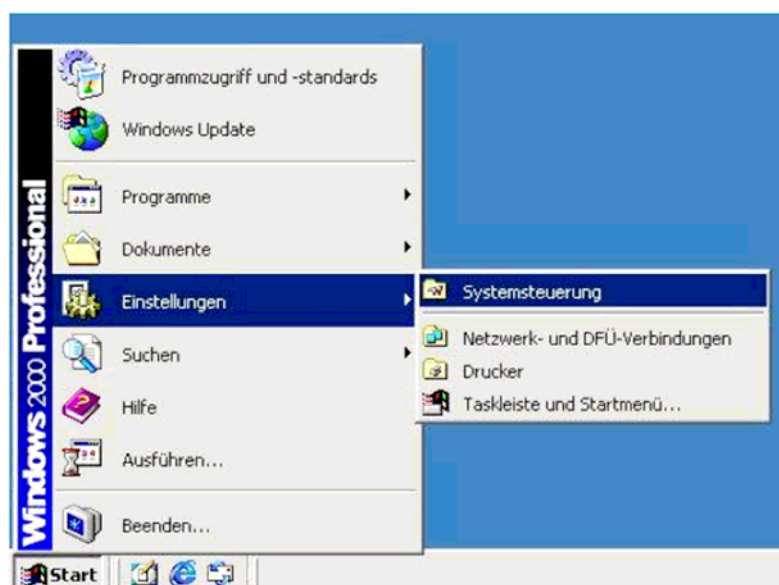 Windows 2000 Professional
Programmzugriff und -standards
Windows Update
Programme
Dokumente
Einstellungen
Suchen
Hilfe
Ausführen...
Beenden...
Systemsteuerung
Netzwerk- und DFÜ-Verbindungen
Drucker
Taskleiste und Startmenü...
Start